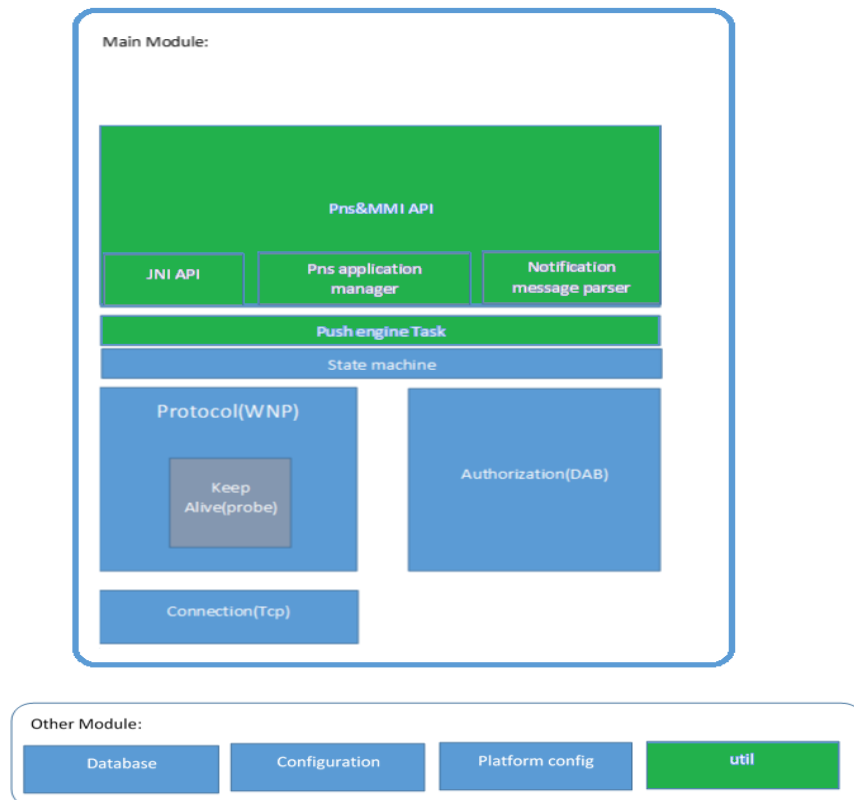 Main Module:
Pns&MMI API
JNI API
Pns application
manager
Notification
message parser
Push engine Task
State machine
Protocol(WNP)
Keep
Alive(probe)
Authorization(DAB)
Connection(Tcp)
Other Module:
Database
Configuration
Platform config
util